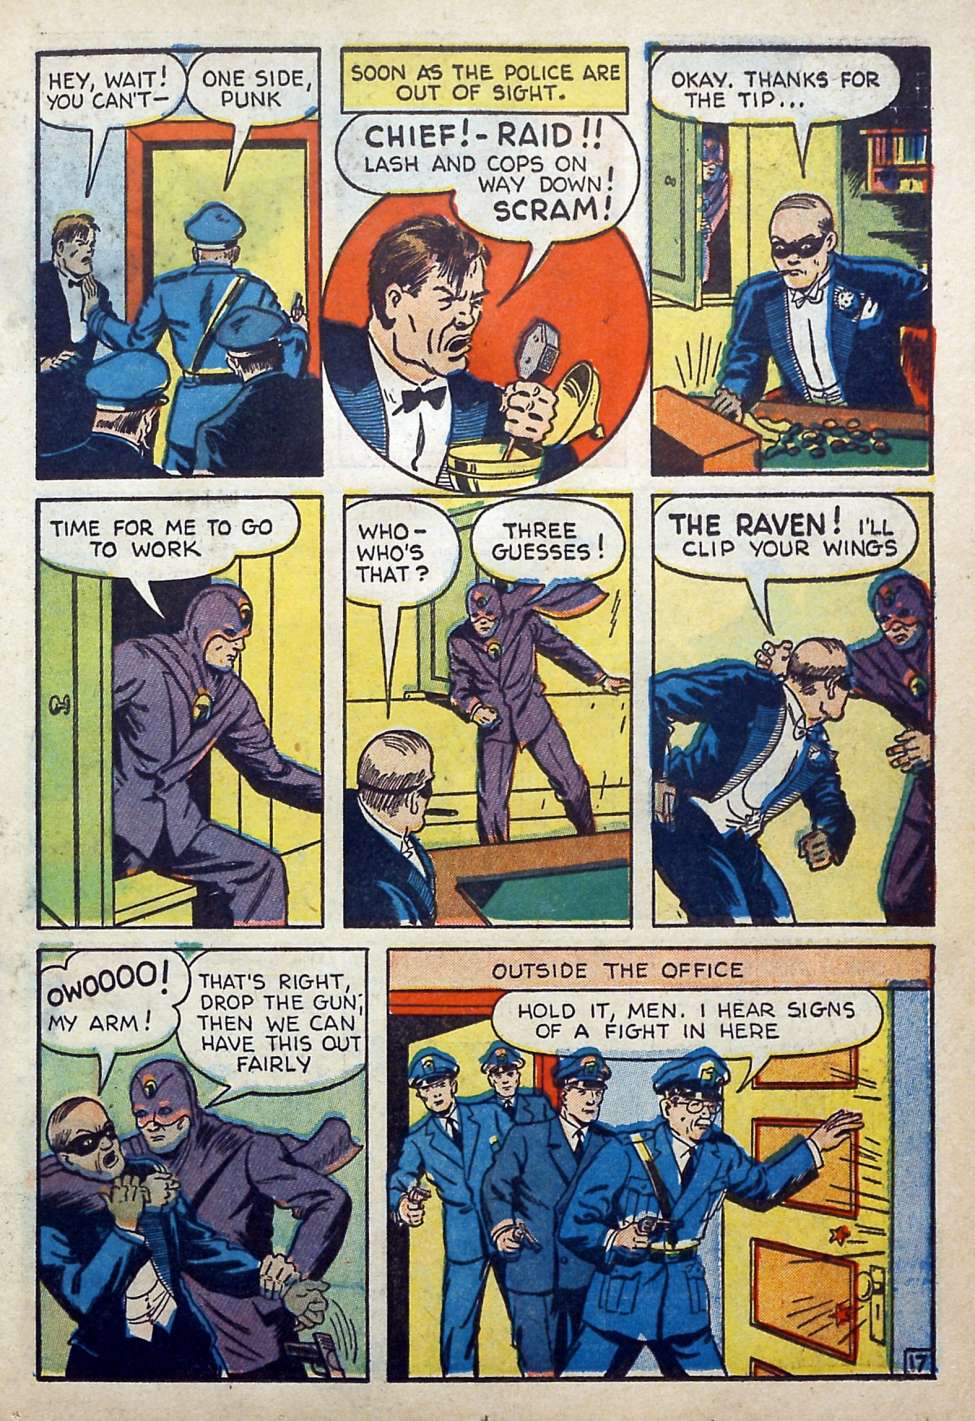 HEY, WAIT!
YOU CAN'T—
ONE SIDE,
PUNK
SOON AS THE POLICE ARE
OUT OF SIGHT.
CHIEF!-RAID!!
LASH AND COPS ON
WAY DOWN!
SCRAM!
OKAY. THANKS FOR
THE TIP...
TIME FOR ME TO GO
TO WORK
WHO-
WHO'S
THAT?
THREE
GUESSES!
THE RAVEN! I'LL
CLIP YOUR WINGS
OWOOOO!
MY ARM!
THAT'S RIGHT,
DROP THE GUN;
THEN WE CAN
HAVE THIS OUT
FAIRLY
OUTSIDE THE OFFICE
HOLD IT, MEN. I HEAR SIGNS
OF A FIGHT IN HERE
17